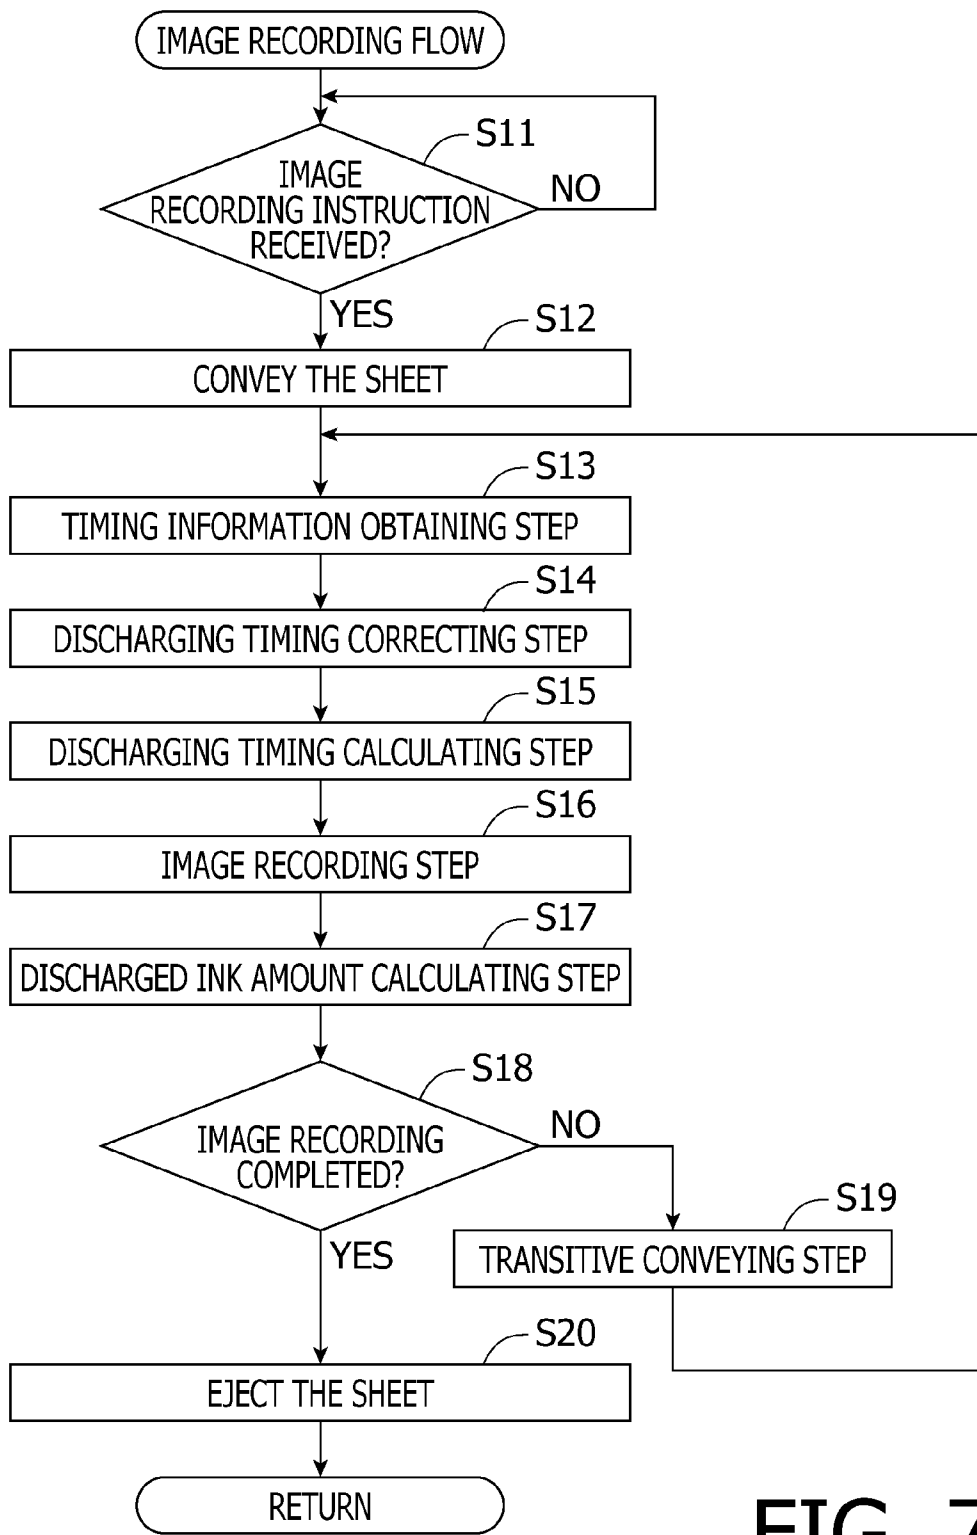 IMAGE RECORDING FLOW
S11
IMAGE
RECORDING INSTRUCTION
RECEIVED?
NO
YES
S12
CONVEY THE SHEET
S13
TIMING INFORMATION OBTAINING STEP
S14
DISCHARGING TIMING CORRECTING STEP
S15
DISCHARGING TIMING CALCULATING STEP
S16
IMAGE RECORDING STEP
S17
DISCHARGED INK AMOUNT CALCULATING STEP
S18
IMAGE RECORDING
COMPLETED?
NO
YES
S19
TRANSITIVE CONVEYING STEP
S20
EJECT THE SHEET
RETURN
FIG. 7